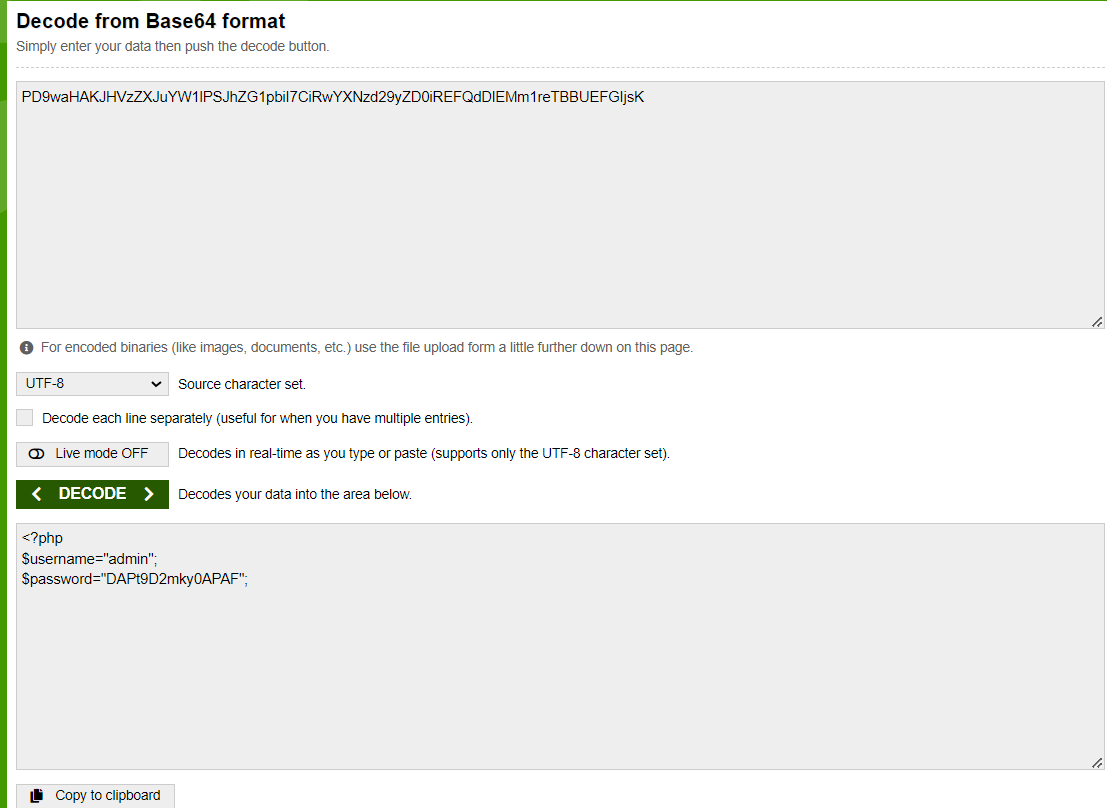 Decode from Base64 format
Simply enter your data then push the decode button.
PD9waHAKJHVzZXJuYW1lPSJhZG1pbiI7CiRwYXNzd29yZD0iREFQdDlEMm1reTBBUEFGIjsK
For encoded binaries (like images, documents, etc.) use the file upload form a little further down on this page.
UTF-8 Source character set.
Decode each line separately (useful for when you have multiple entries).
Live mode OFF Decodes in real-time as you type or paste (supports only the UTF-8 character set).
DECODE Decodes your data into the area below.
<?php
$username="admin";
$password="DAPt9D2mky0APAF";
Copy to clipboard